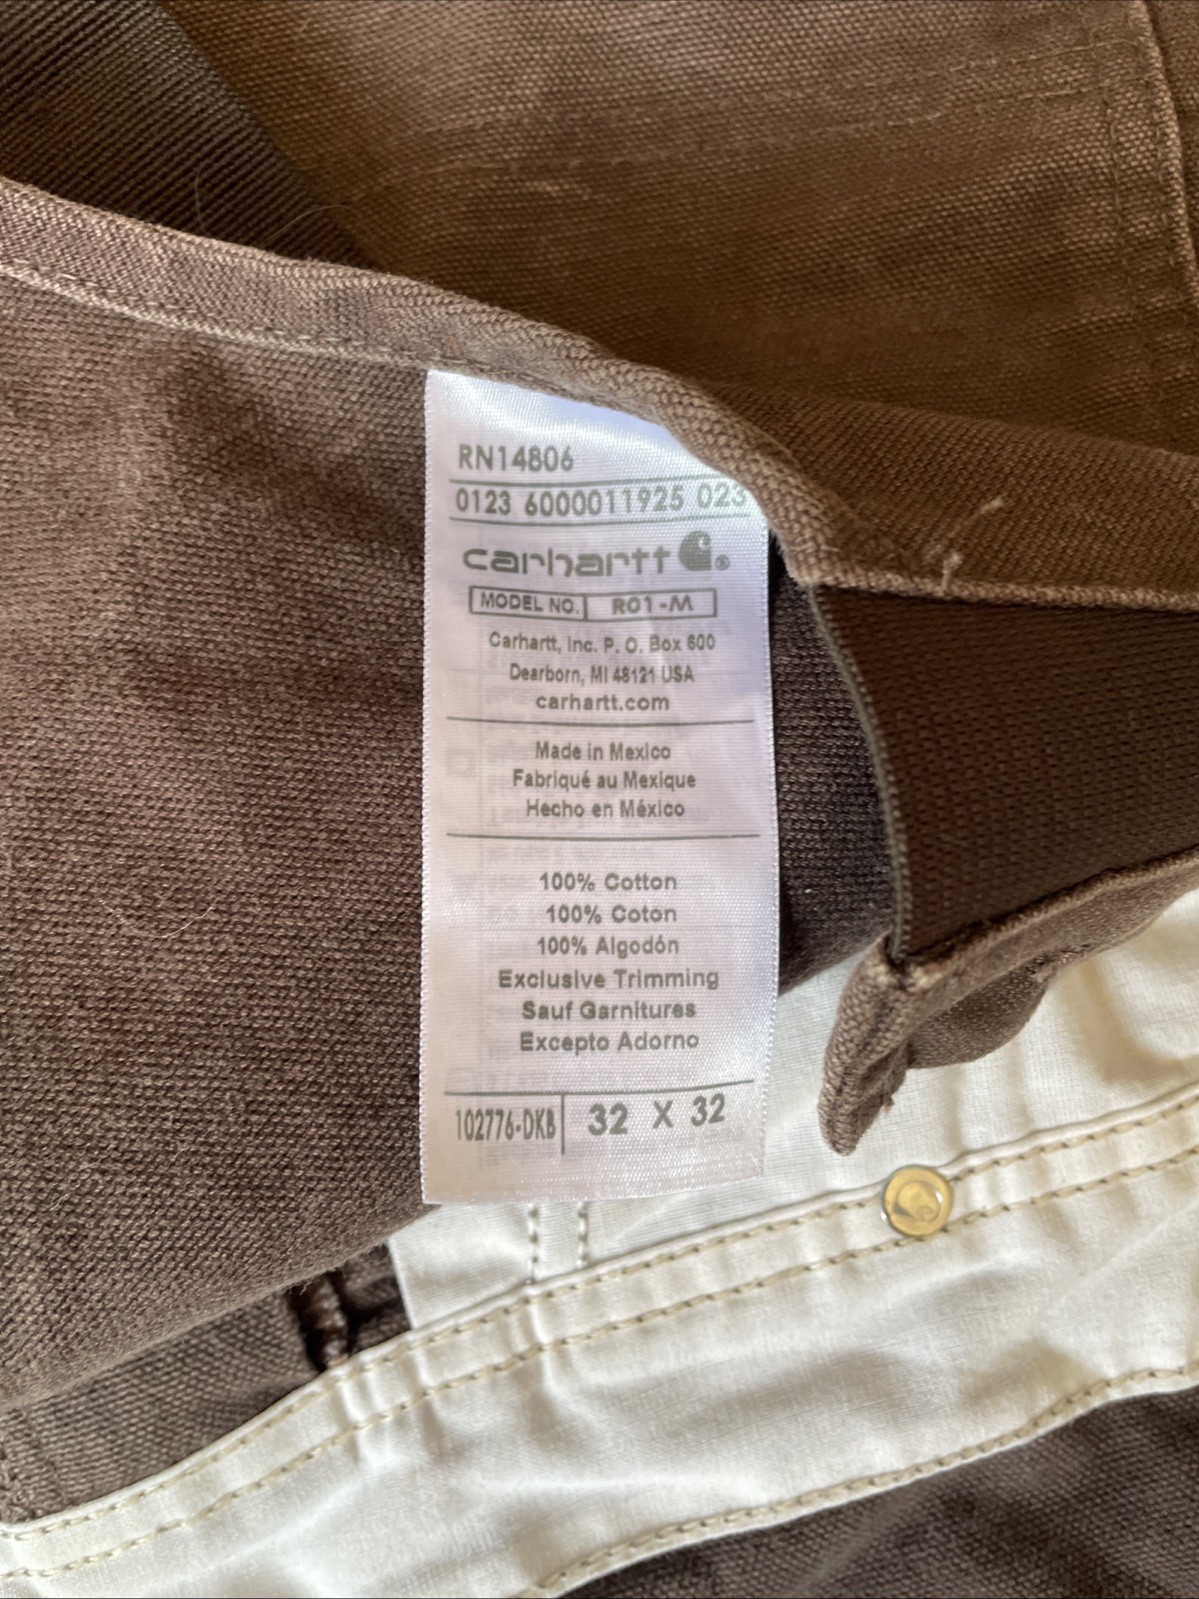 RN14806
0123 6000011925 023
carhartt ®
MODEL NO. R01-M
Carhartt, Inc. P. O. Box 600
Dearborn, MI 48121 USA
carhartt.com
Made in Mexico
Fabriqué au Mexique
Hecho en México
100% Cotton
100% Coton
100% Algodón
Exclusive Trimming
Sauf Garnitures
Excepto Adorno
102776-DKB 32 X 32